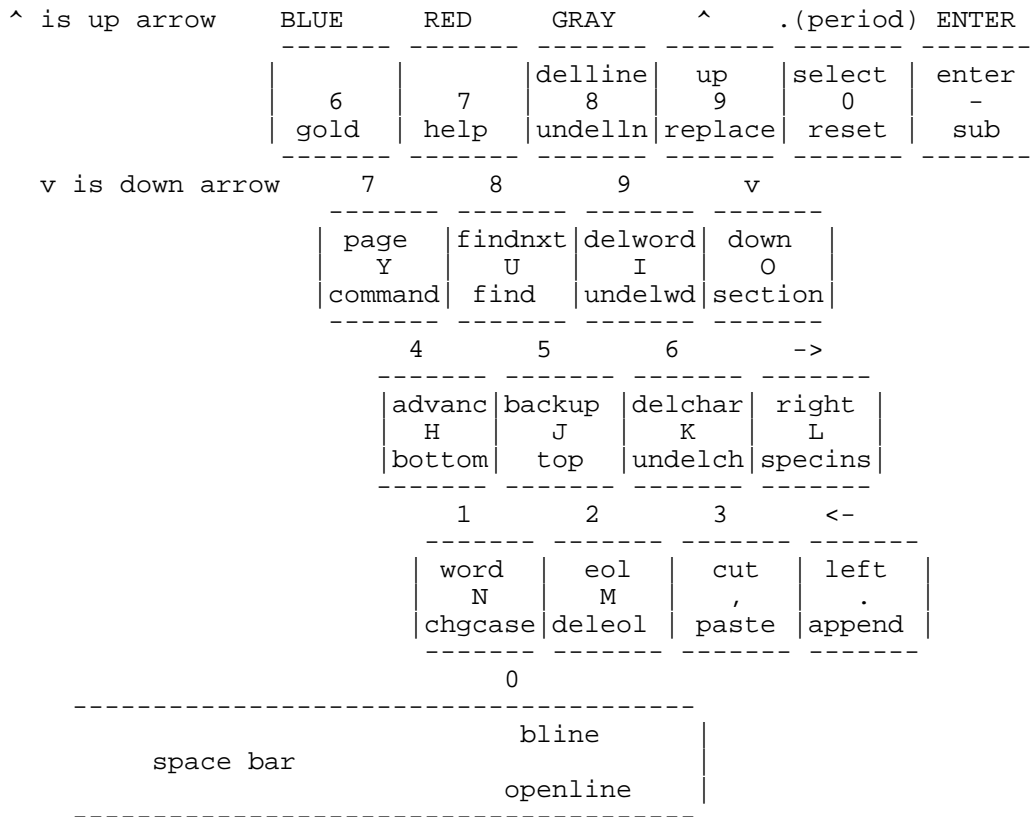 ^ is up arrow BLUE RED GRAY ^ .(period) ENTER
------- ------- ------- ------- ------- -------
| | |delline| up |select | enter
| 6 | 7 | 8 | 9 | 0 | -
| gold | help |undelln|replace| reset | sub
------- ------- ------- ------- ------- -------
v is down arrow 7 8 9 v
------- ------- ------- -------
| page |findnxt|delword| down |
| Y | U | I | O |
|command| find |undelwd|section|
------- ------- ------- -------
4 5 6 ->
------- ------- ------- -------
|advanc|backup |delchar| right |
| H | J | K | L |
|bottom| top |undelch|specins|
------- ------- ------- -------
1 2 3 <-
------- ------- ------- -------
| word | eol | cut | left |
| N | M | , | . |
|chgcase|deleol | paste |append |
------- ------- ------- -------
0
---------------------------------------
bline |
space bar |
openline |
---------------------------------------